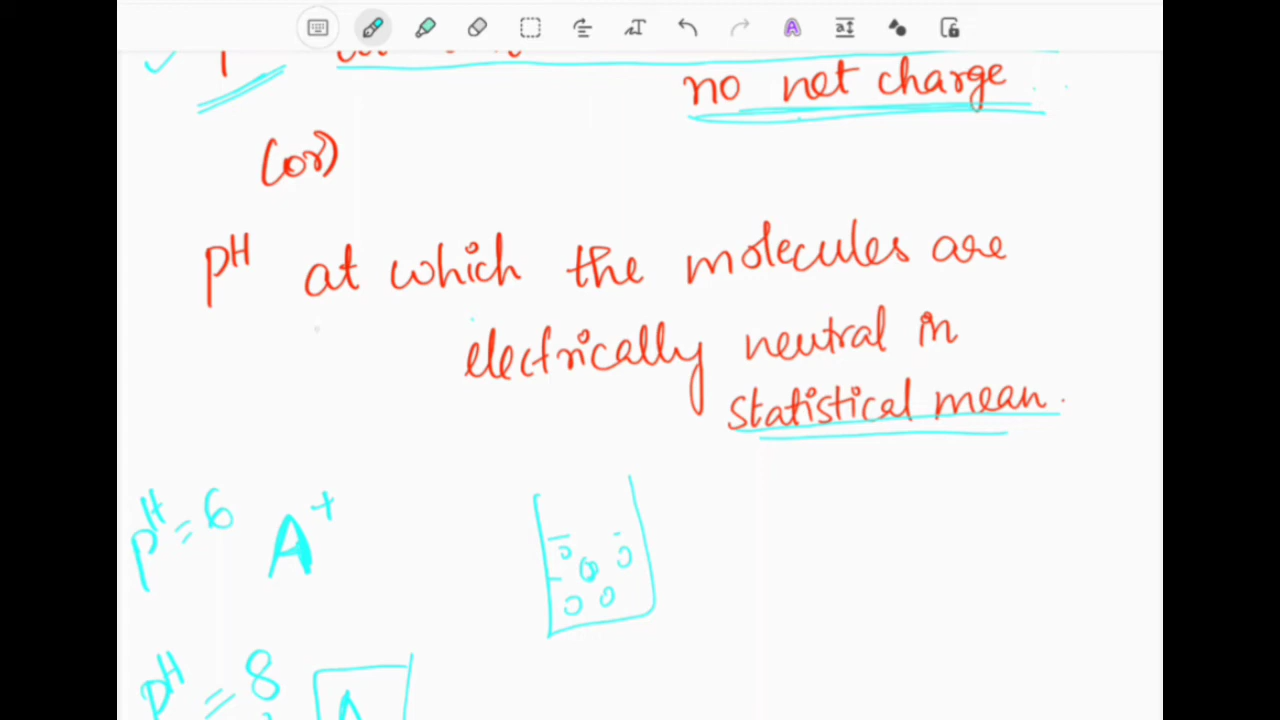 no net charge
(or)
pH at which the molecules are
electrically neutral in
statistical mean.
pH = 6 A+
pH = 8 A